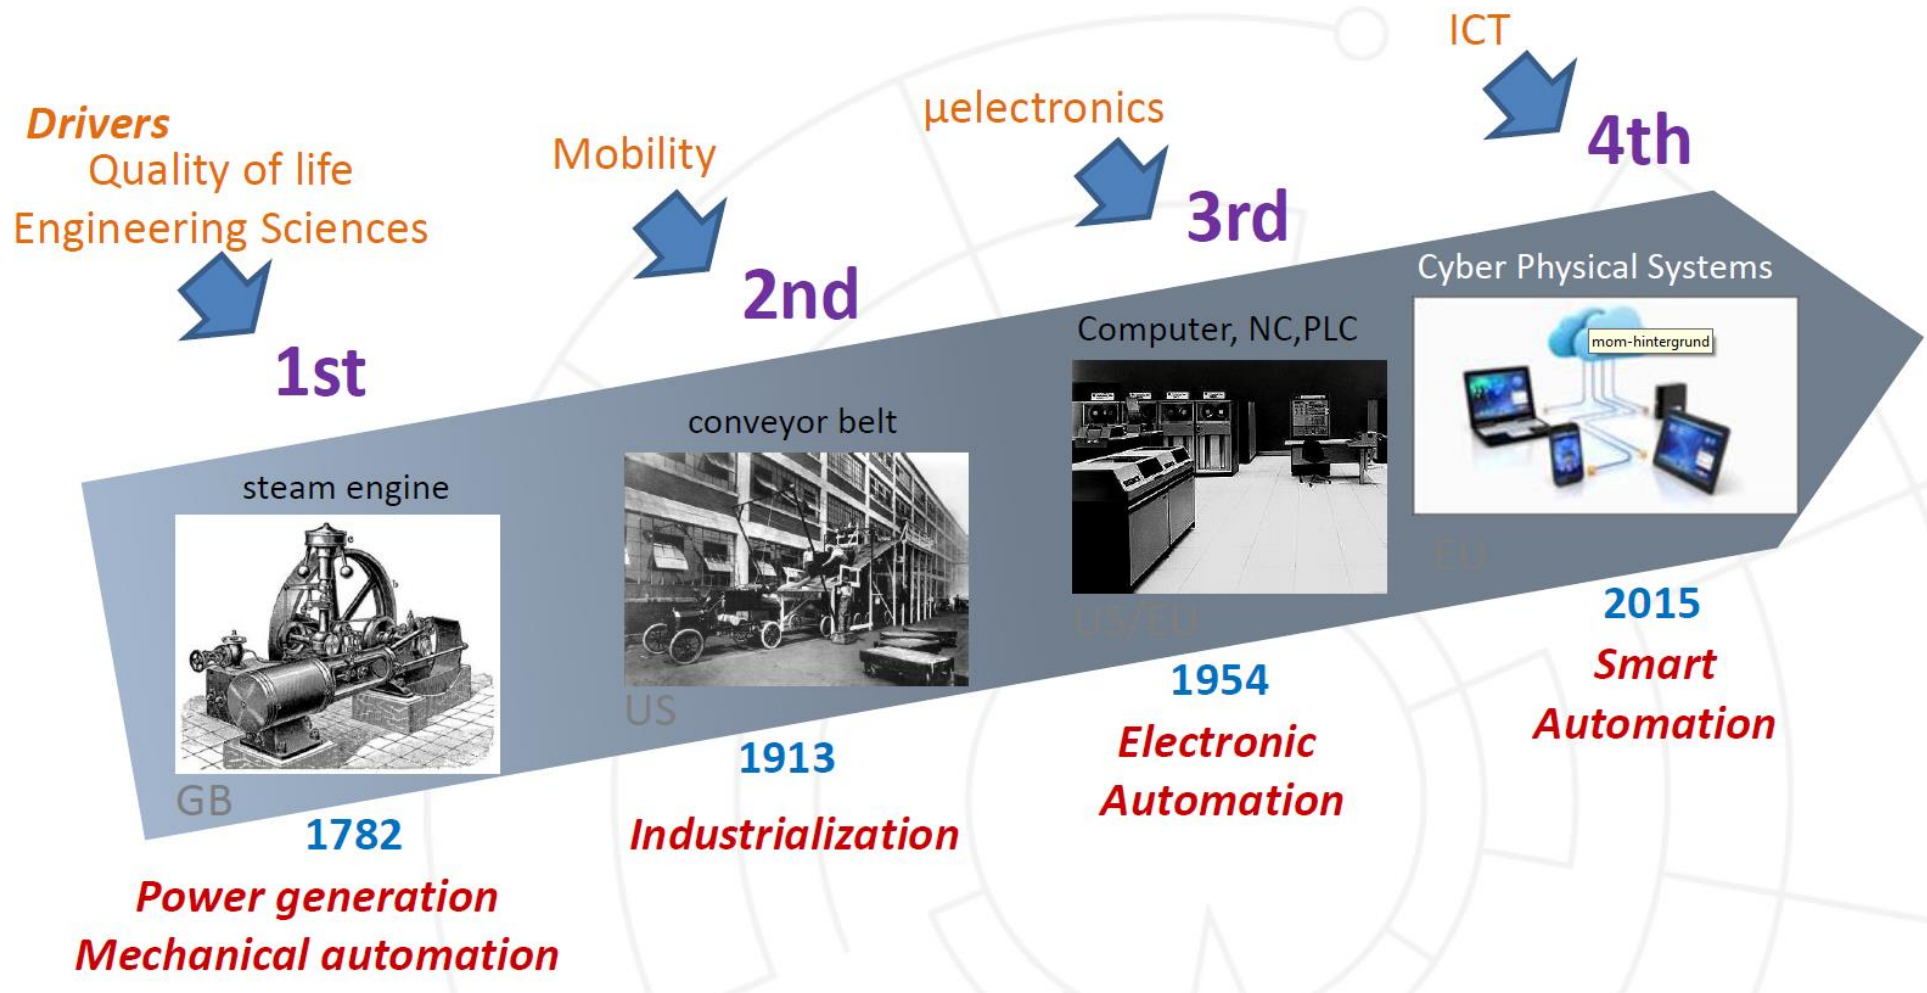 Drivers
Quality of life
Engineering Sciences
1st
steam engine
GB
1782
Power generation
Mechanical automation
Mobility
2nd
conveyor belt
US
1913
Industrialization
µelectronics
3rd
Computer, NC,PLC
US/EU
1954
Electronic
Automation
ICT
4th
Cyber Physical Systems
mom-hintergrund
EU
2015
Smart
Automation